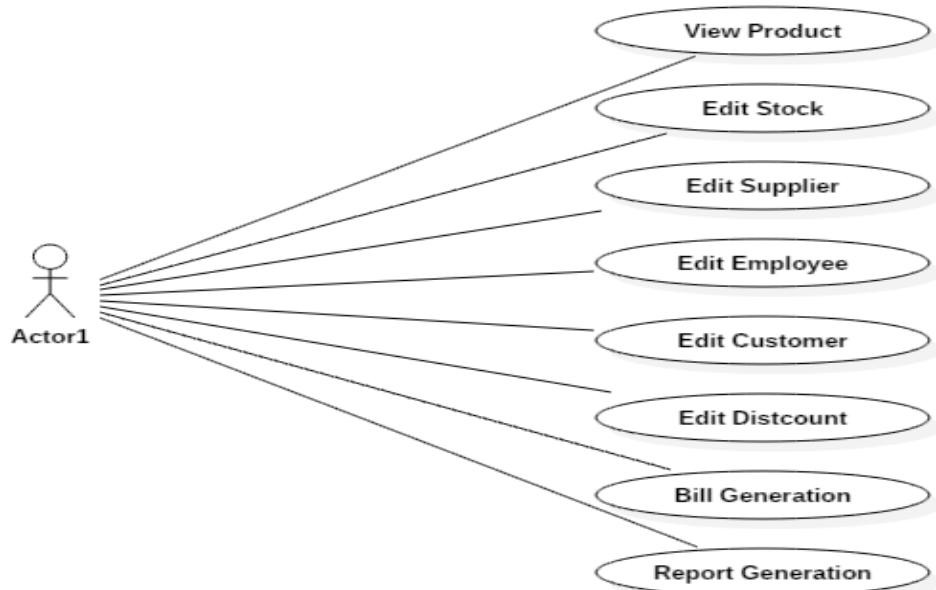 View Product
Edit Stock
Edit Supplier
Edit Employee
Actor1
Edit Customer
Edit Distcount
Bill Generation
Report Generation